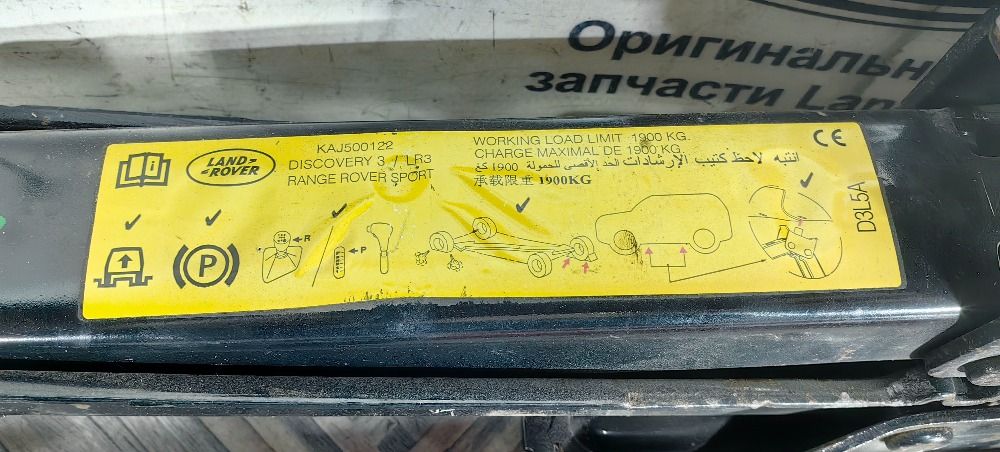 Оригинальн
запчасти Lan
LAND-
-ROVER
KAJ500122
DISCOVERY 3 / LR3
RANGE ROVER SPORT
WORKING LOAD LIMIT 1900 KG.
CHARGE MAXIMAL DE 1900 KG.
انتبه لاحظ كتيب الإرشادات الحد الأقصى للحمولة 1900 كغ
承载限重 1900KG
CE
D3L5A
P
R
P